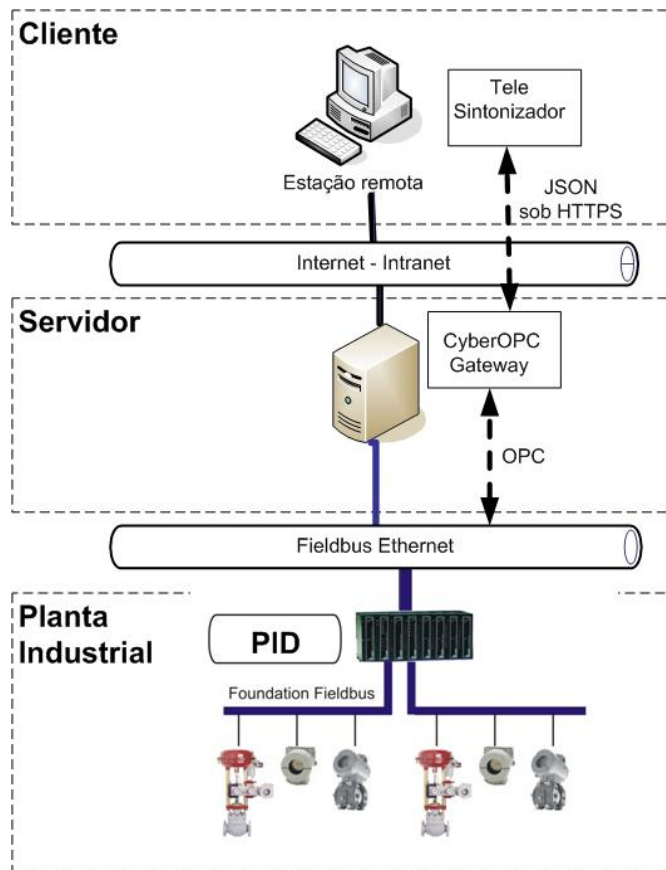 Cliente
Tele
Sintonizador
Estação remota
JSON
sob HTTPS
Internet - Intranet
Servidor
CyberOPC
Gateway
OPC
Fieldbus Ethernet
Planta
Industrial
PID
Foundation Fieldbus